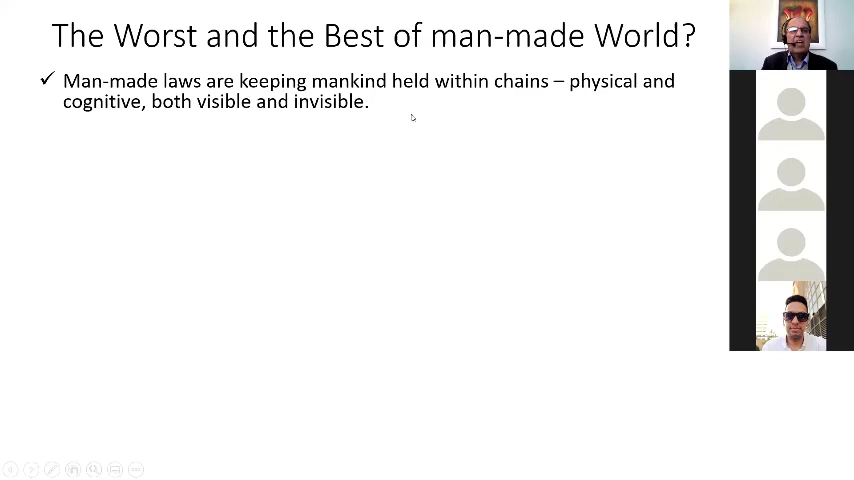 The Worst and the Best of man-made World?
✓ Man-made laws are keeping mankind held within chains – physical and
cognitive, both visible and invisible.